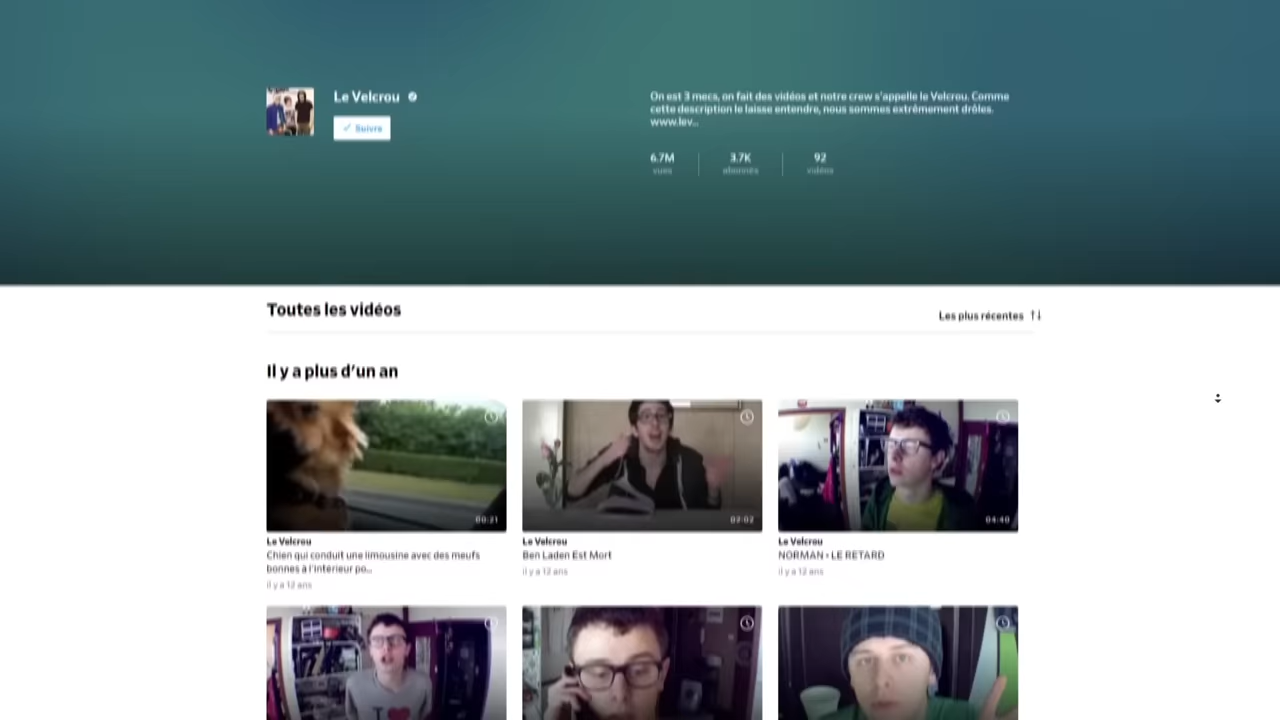 Le Velcrou
Suivre
On est 3 mecs, on fait des vidéos et notre crew s'appelle le Velcrou. Comme
cette description le laisse entendre, nous sommes extrêmement drôles.
www.lev...
6.7M
vues
3.7K
abonnés
92
vidéos
Toutes les vidéos
Les plus récentes
Il y a plus d'un an
00:21
07:02
04:40
Le Velcrou
Chien qui conduit une limousine avec des meufs
bonnes à l'intérieur po...
il y a 12 ans
Le Velcrou
Ben Laden Est Mort
il y a 12 ans
Le Velcrou
NORMAN - LE RETARD
il y a 12 ans
I